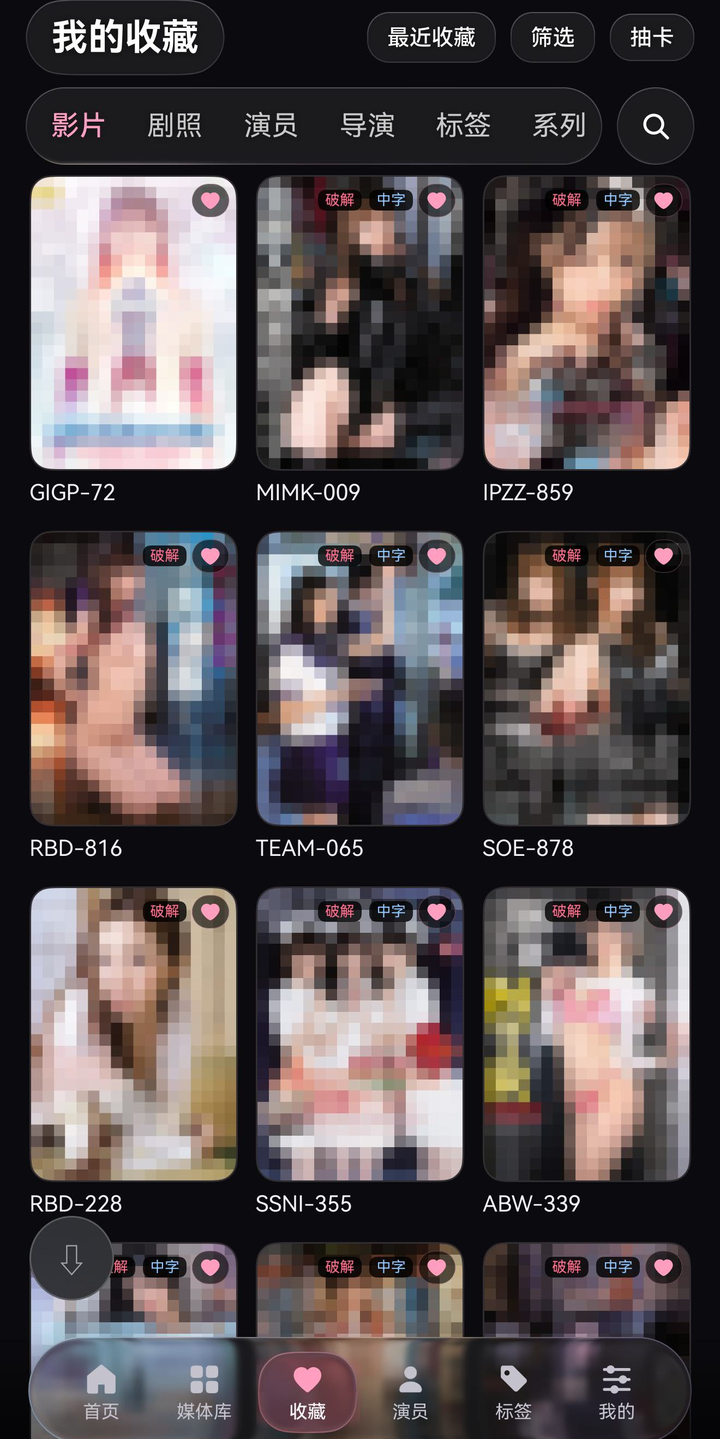 我的收藏 最近收藏 筛选 抽卡
影片 剧照 演员 导演 标签 系列
破解 中字 破解 中字
GIGP-72 MIMK-009 IPZZ-859
破解 破解 中字 破解 中字
RBD-816 TEAM-065 SOE-878
破解 破解 中字 破解 中字
RBD-228 SSNI-355 ABW-339
解 中字 破解 中字 破解 中字
首页 媒体库 收藏 演员 标签 我的